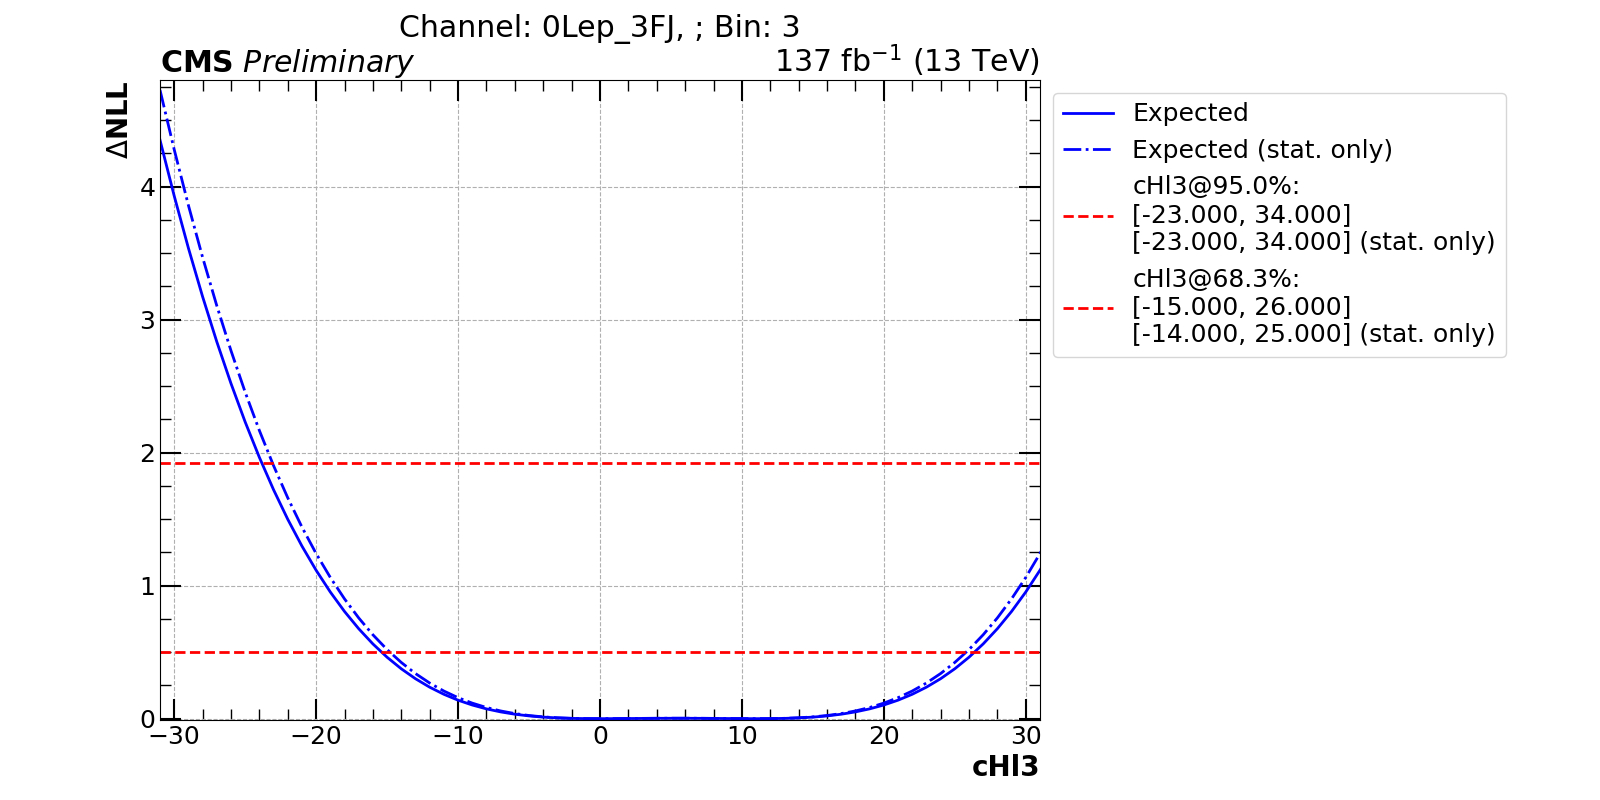 Channel: 0Lep_3FJ, ; Bin: 3
CMS Preliminary
137 fb⁻¹ (13 TeV)
ΔNLL
4
3
2
1
0
−30
−20
−10
0
10
20
30
cHl3
Expected
Expected (stat. only)
cHl3@95.0%:
[-23.000, 34.000]
[-23.000, 34.000] (stat. only)
cHl3@68.3%:
[-15.000, 26.000]
[-14.000, 25.000] (stat. only)